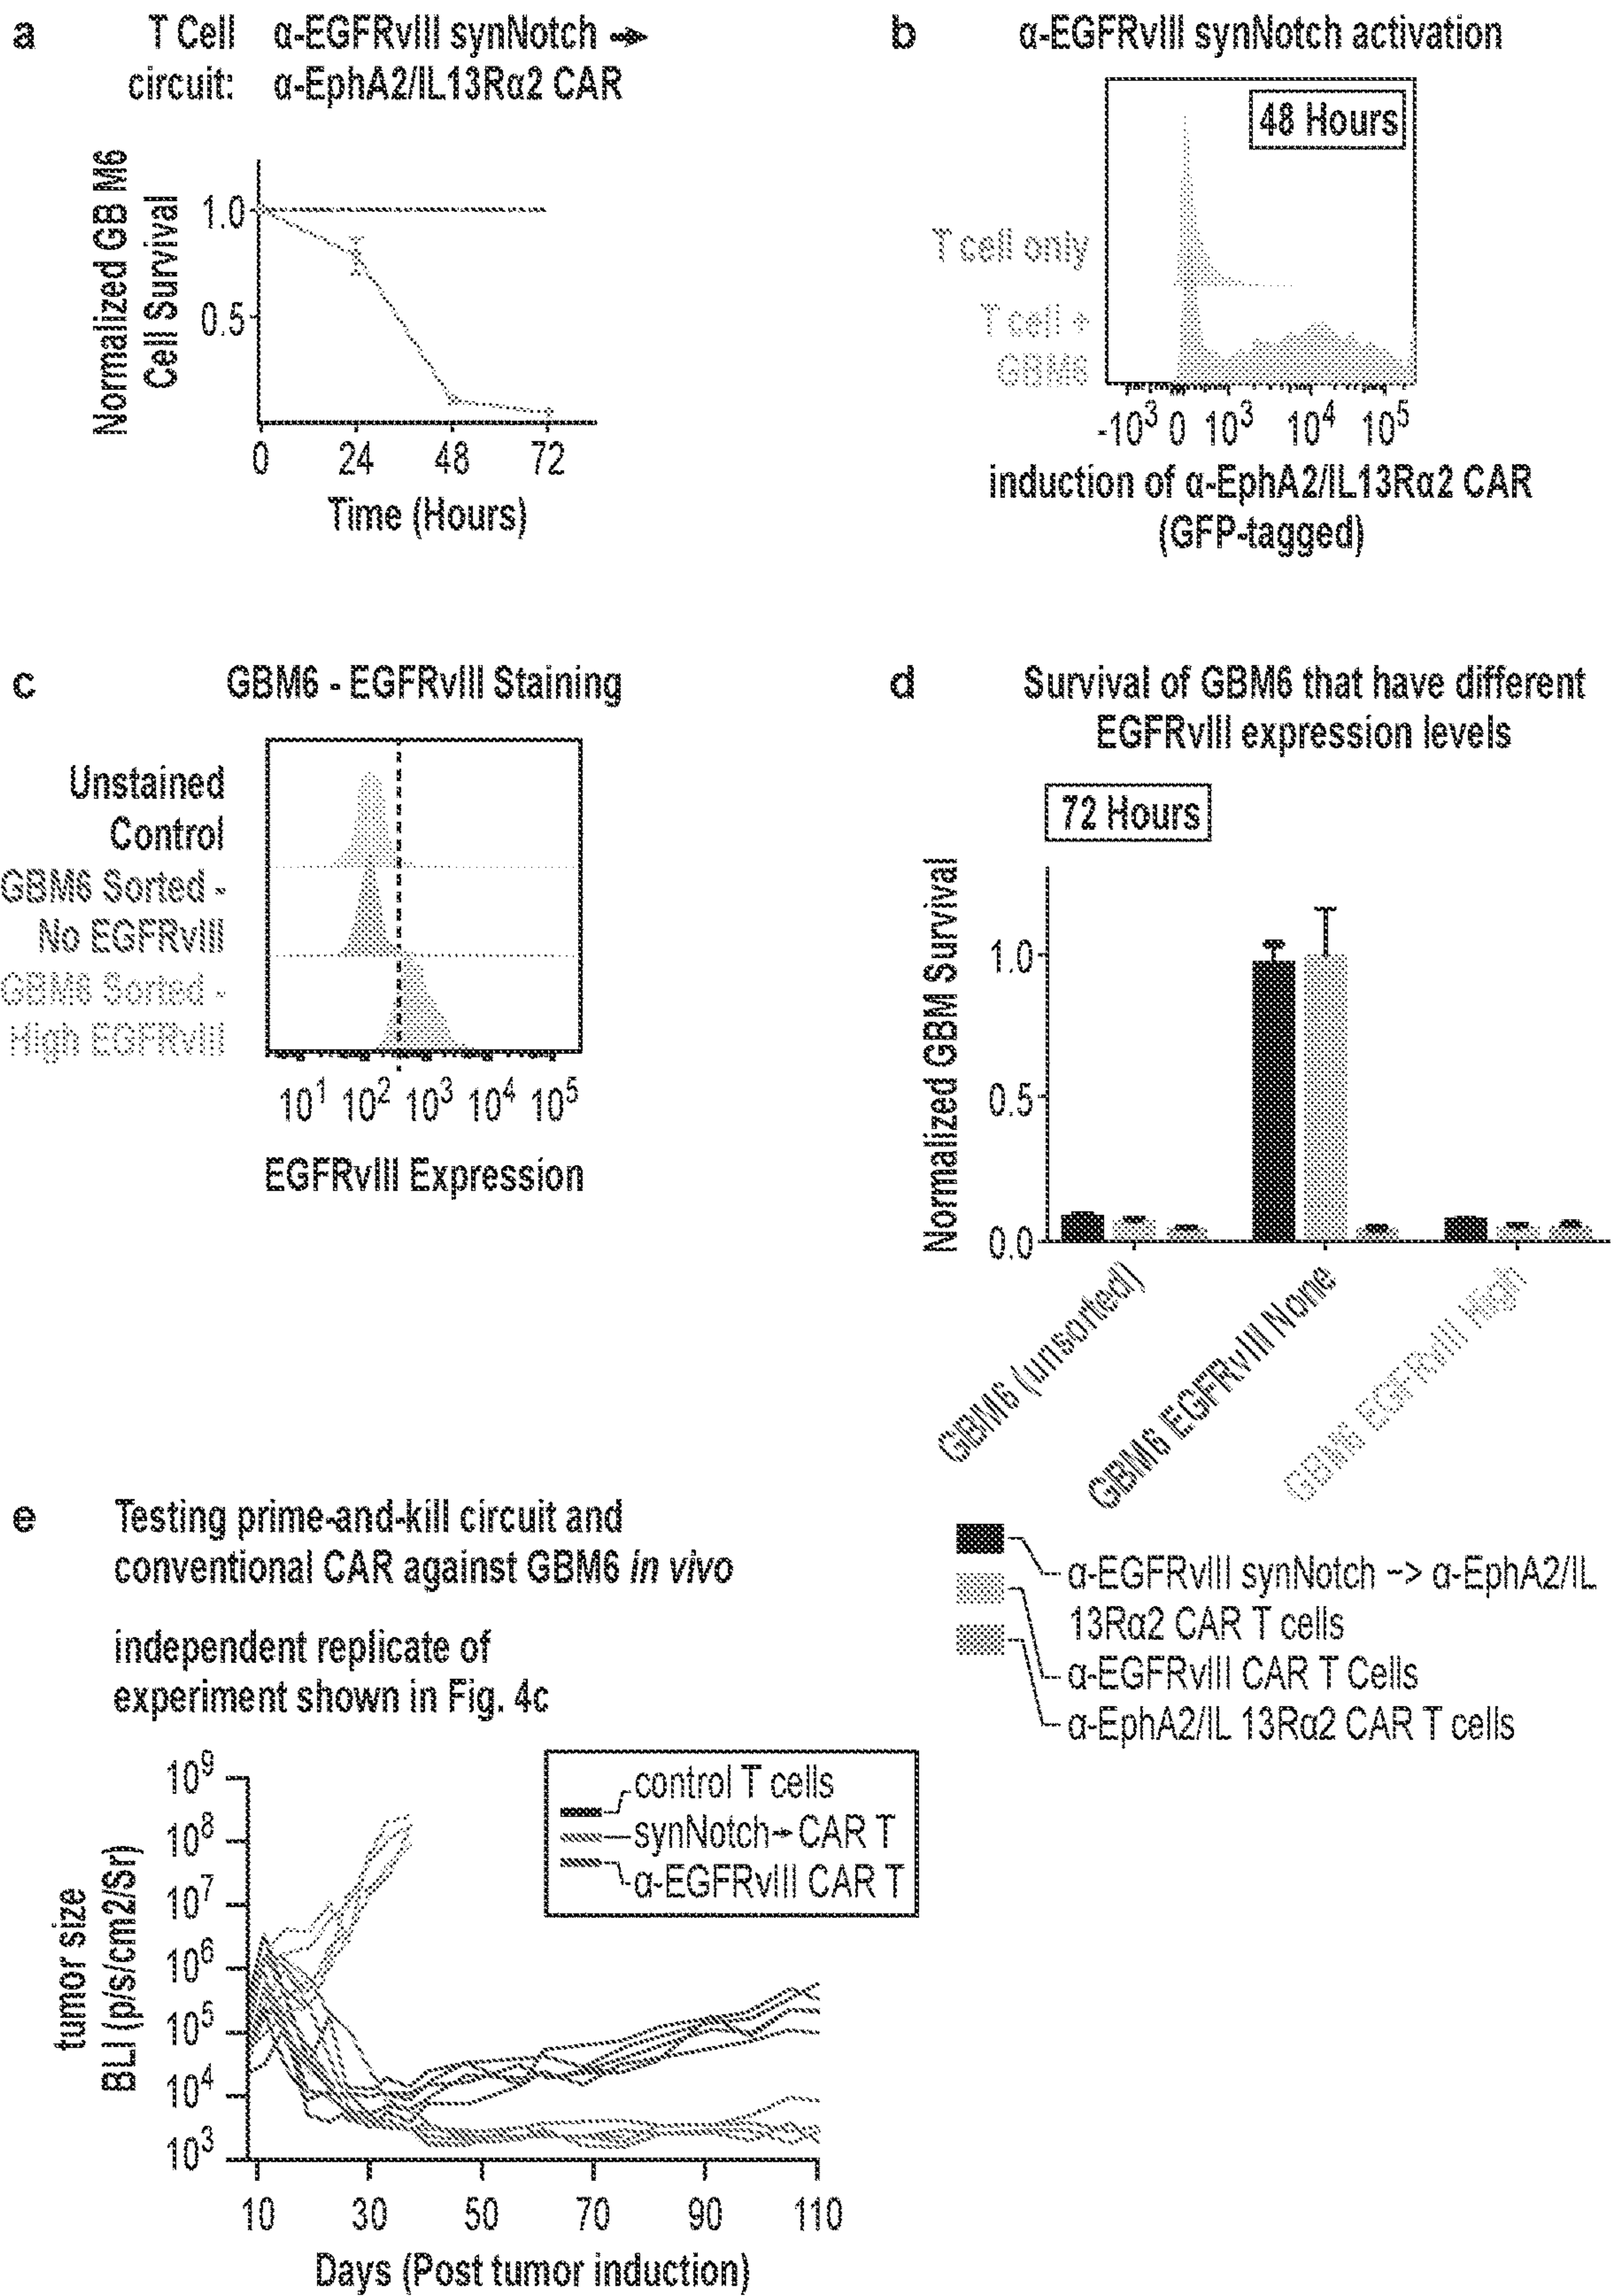 a
T Cell α-EGFRvIII synNotch →
circuit: α-EphA2/IL13Rα2 CAR
Normalized GB M6
Cell Survival
1.0
0.5
0 24 48 72
Time (Hours)
b
α-EGFRvIII synNotch activation
48 Hours
T cell only
T cell +
GBM6
-10³ 0 10³ 10⁴ 10⁵
induction of α-EphA2/IL13Rα2 CAR
(GFP-tagged)
c
GBM6 - EGFRvIII Staining
Unstained
Control
GBM6 Sorted -
No EGFRvIII
GBM6 Sorted -
High EGFRvIII
10¹ 10² 10³ 10⁴ 10⁵
EGFRvIII Expression
d
Survival of GBM6 that have different
EGFRvIII expression levels
72 Hours
Normalized GBM Survival
1.0
0.5
0.0
GBM6 (unsorted)
GBM6 EGFRvIII None
GBM6 EGFRvIII High
α-EGFRvIII synNotch --> α-EphA2/IL
13Rα2 CAR T cells
α-EGFRvIII CAR T Cells
α-EphA2/IL 13Rα2 CAR T cells
e
Testing prime-and-kill circuit and
conventional CAR against GBM6 in vivo
independent replicate of
experiment shown in Fig. 4c
control T cells
synNotch→CAR T
α-EGFRvIII CAR T
tumor size
BLI (p/s/cm2/Sr)
10⁹
10⁸
10⁷
10⁶
10⁵
10⁴
10³
10 30 50 70 90 110
Days (Post tumor induction)